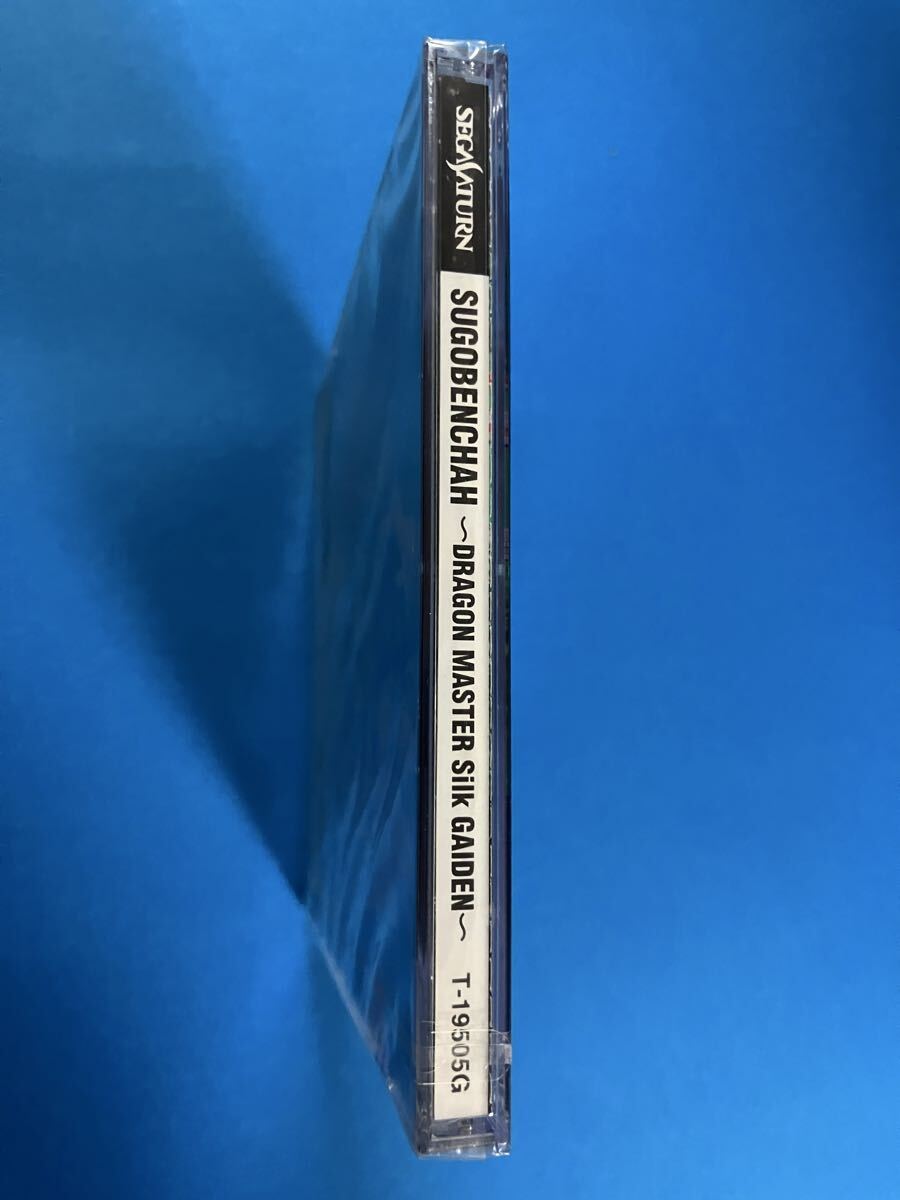 SEGA SATURN
SUGOBENCHAH ~DRAGON MASTER Silk GAIDEN~
T-19505G